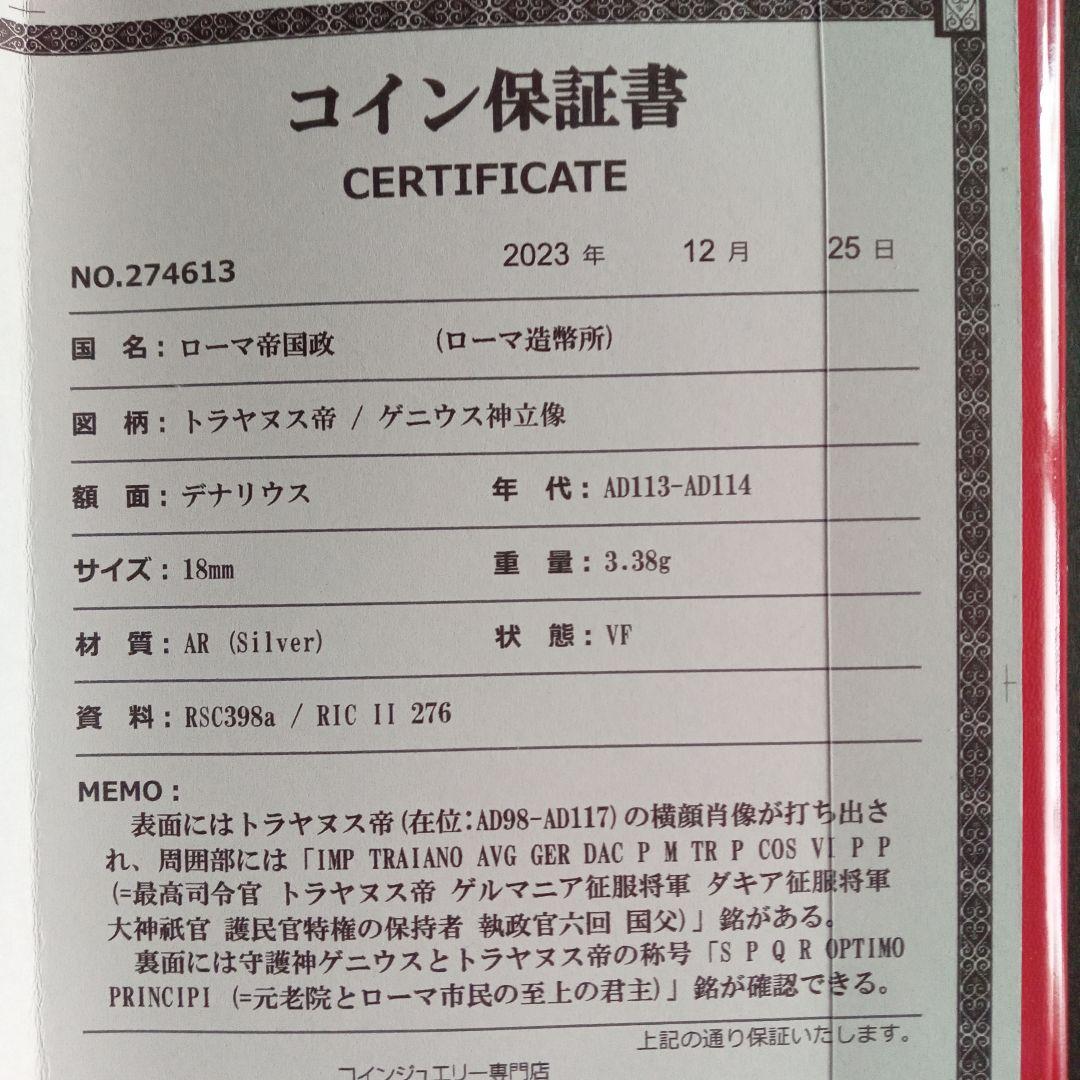 コイン保証書
CERTIFICATE
NO.274613 2023 年 12 月 25 日
国 名：ローマ帝国政 (ローマ造幣所)
図 柄：トラヤヌス帝 / ゲニウス神立像
額 面：デナリウス 年 代：AD113-AD114
サイズ：18mm 重 量：3.38g
材 質：AR (Silver) 状 態：VF
資 料：RSC398a / RIC II 276
MEMO：
表面にはトラヤヌス帝(在位:AD98-AD117)の横顔肖像が打ち出さ
れ、周囲部には「IMP TRAIANO AVG GER DAC P M TR P COS VI P P
(=最高司令官 トラヤヌス帝 ゲルマニア征服将軍 ダキア征服将軍
大神祇官 護民官特権の保持者 執政官六回 国父)」銘がある。
裏面には守護神ゲニウスとトラヤヌス帝の称号「S P Q R OPTIMO
PRINCIPI (=元老院とローマ市民の至上の君主)」銘が確認できる。
上記の通り保証いたします。
コインジュエリー専門店